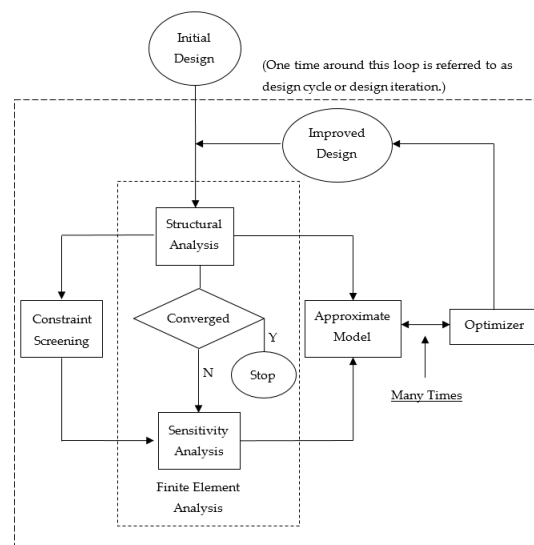 Initial
Design
(One time around this loop is referred to as
design cycle or design iteration.)
Improved
Design
Structural
Analysis
Constraint
Screening
Converged
Approximate
Model
Optimizer
Y
N
Stop
Many Times
Sensitivity
Analysis
Finite Element
Analysis